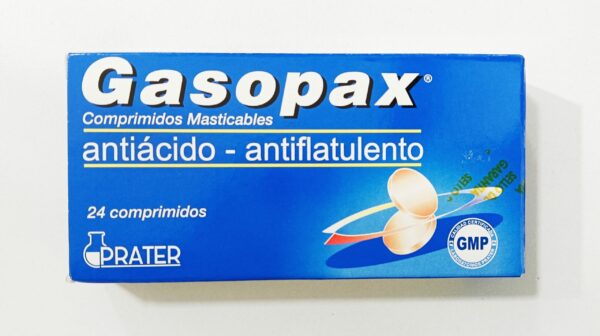 Gasopax®
Comprimidos Masticables
antiácido - antiflatulento
24 comprimidos
PRATER
GMP